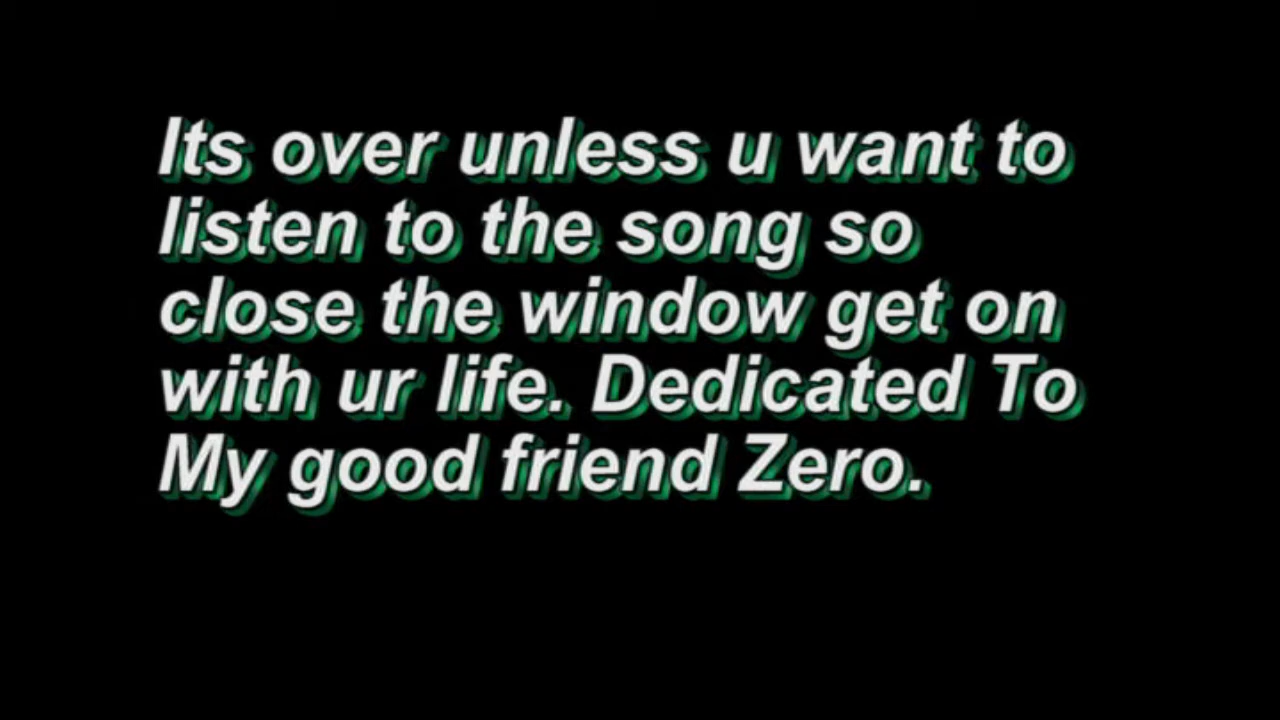 Its over unless u want to
listen to the song so
close the window get on
with ur life. Dedicated To
My good friend Zero.